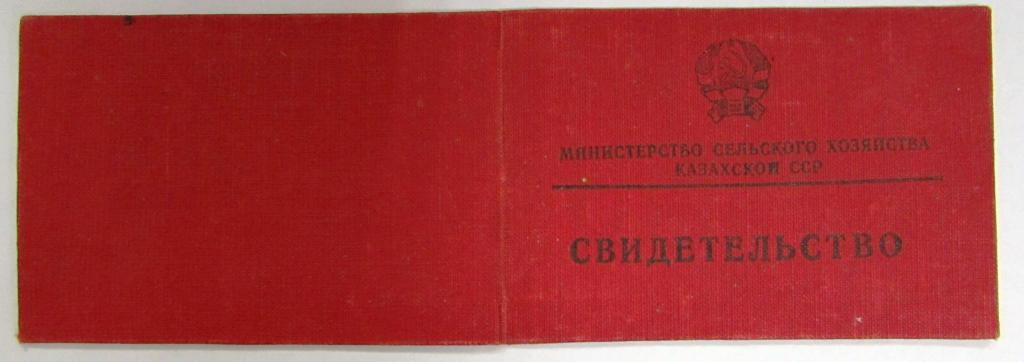 МИНИСТЕРСТВО СЕЛЬСКОГО ХОЗЯЙСТВА
КАЗАХСКОЙ ССР
СВИДЕТЕЛЬСТВО